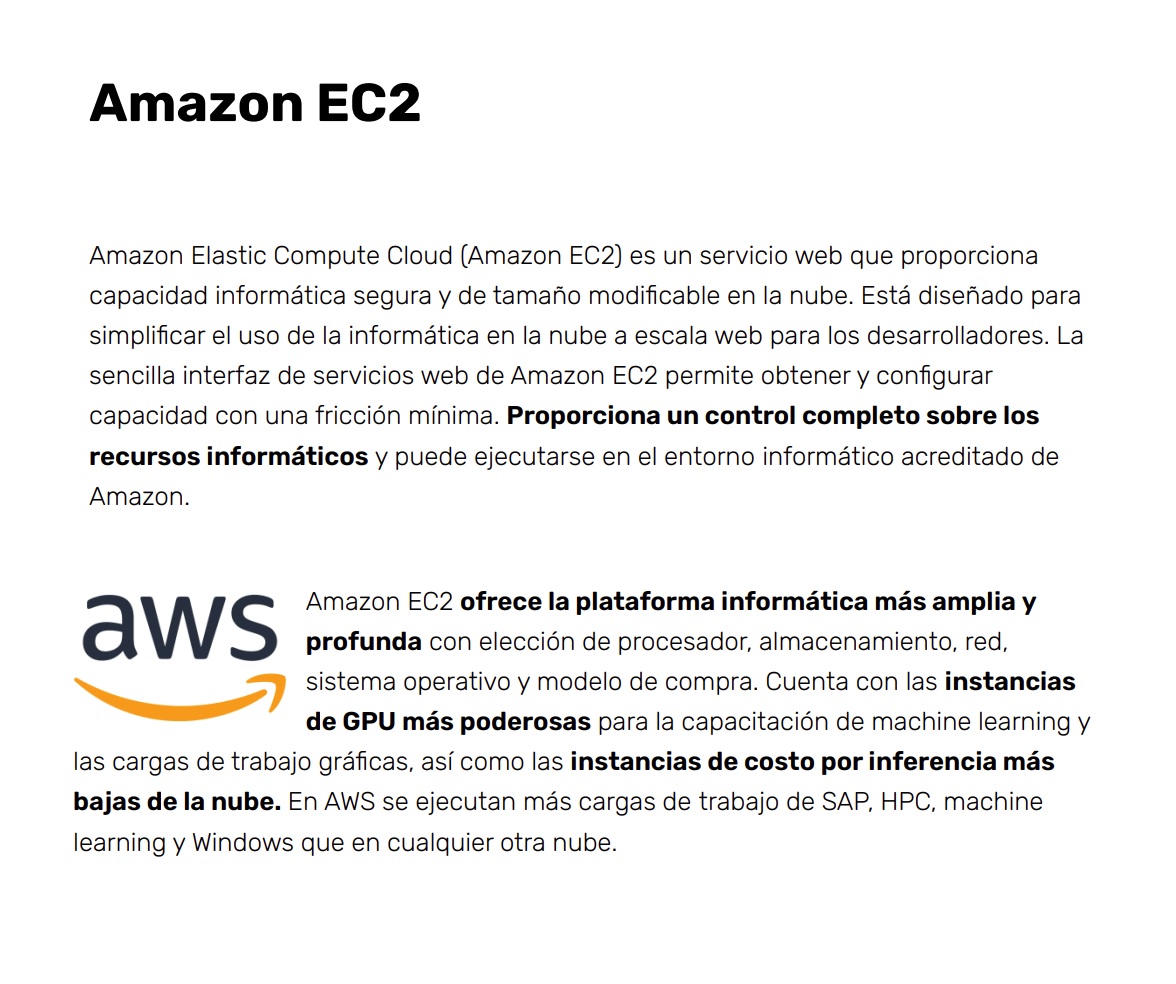 Amazon EC2
Amazon Elastic Compute Cloud (Amazon EC2) es un servicio web que proporciona
capacidad informática segura y de tamaño modificable en la nube. Está diseñado para
simplificar el uso de la informática en la nube a escala web para los desarrolladores. La
sencilla interfaz de servicios web de Amazon EC2 permite obtener y configurar
capacidad con una fricción mínima. Proporciona un control completo sobre los
recursos informáticos y puede ejecutarse en el entorno informático acreditado de
Amazon.
aws
Amazon EC2 ofrece la plataforma informática más amplia y
profunda con elección de procesador, almacenamiento, red,
sistema operativo y modelo de compra. Cuenta con las instancias
de GPU más poderosas para la capacitación de machine learning y
las cargas de trabajo gráficas, así como las instancias de costo por inferencia más
bajas de la nube. En AWS se ejecutan más cargas de trabajo de SAP, HPC, machine
learning y Windows que en cualquier otra nube.